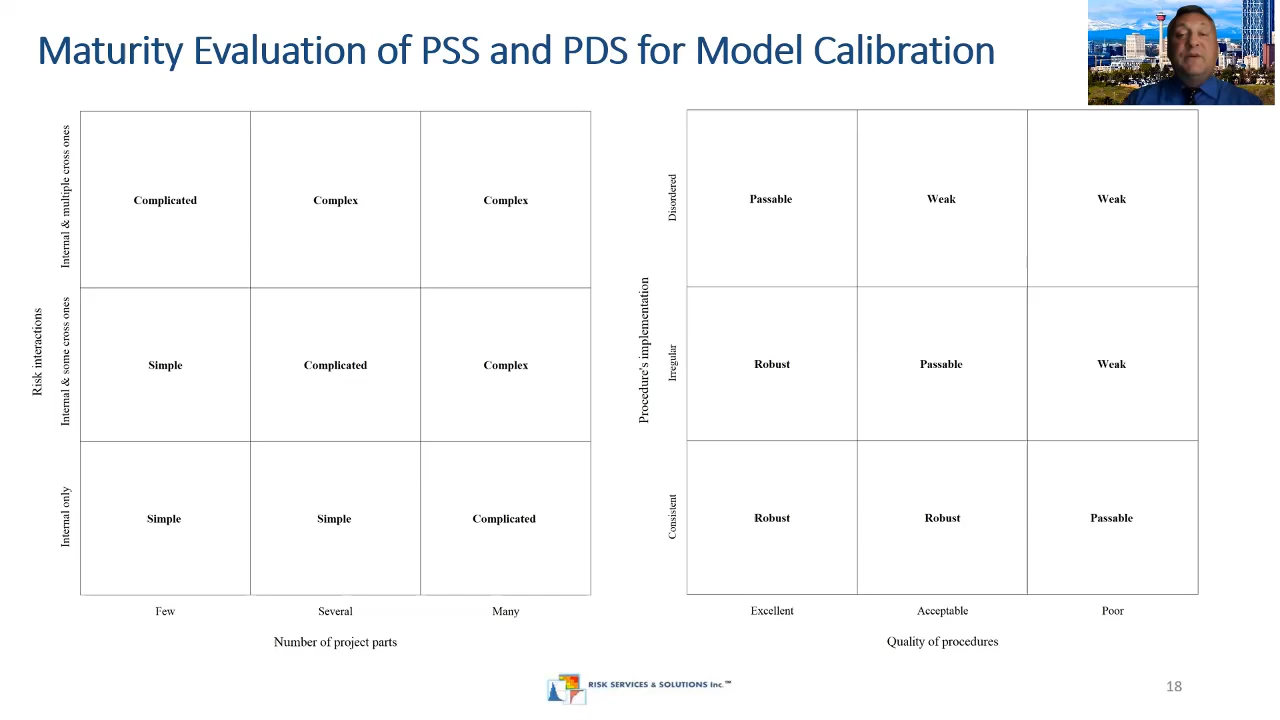 Maturity Evaluation of PSS and PDS for Model Calibration
Risk interactions
Internal & multiple cross ones
Complicated
Complex
Complex
Internal & some cross ones
Simple
Complicated
Complex
Internal only
Simple
Simple
Complicated
Few
Several
Many
Number of project parts
Procedure's implementation
Disordered
Passable
Weak
Weak
Irregular
Robust
Passable
Weak
Consistent
Robust
Robust
Passable
Excellent
Acceptable
Poor
Quality of procedures
RISK SERVICES & SOLUTIONS Inc.™
18